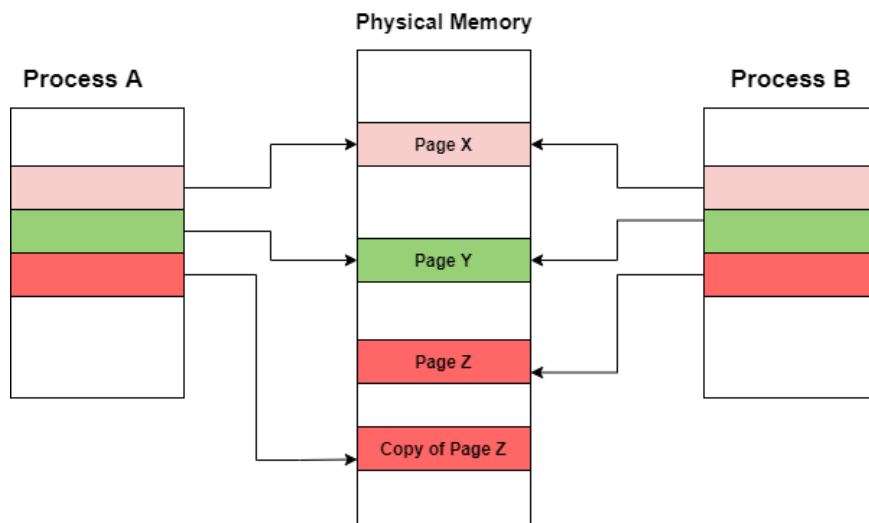 Physical Memory
Process A
Process B
Page X
Page Y
Page Z
Copy of Page Z